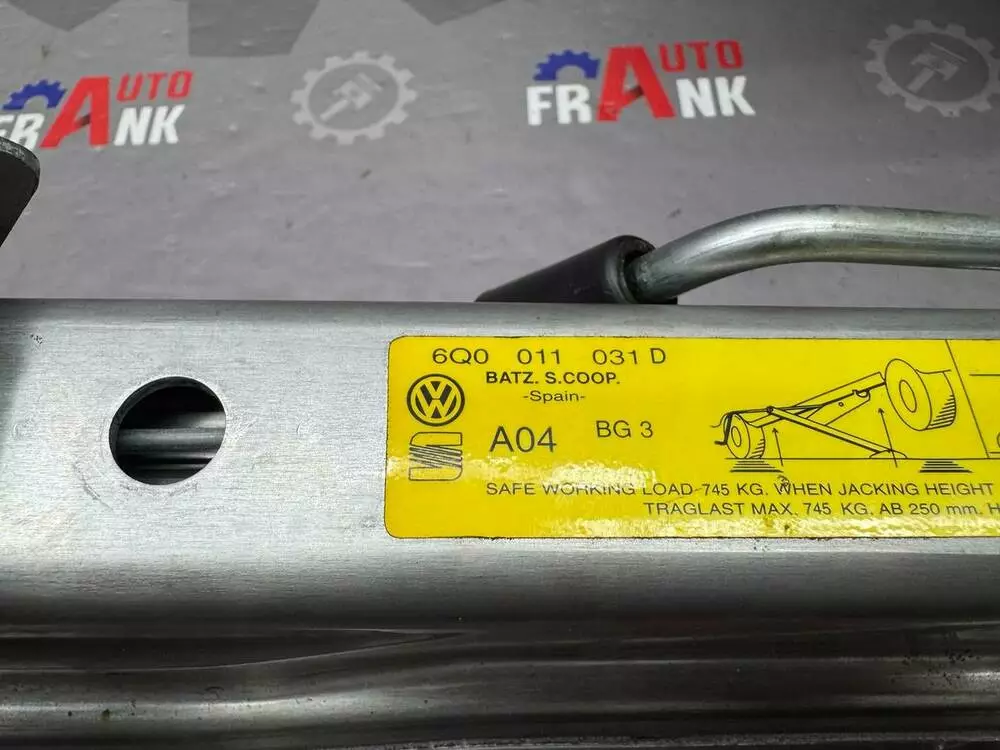 AUTO
FRANK
AUTO
FRANK
6Q0 011 031 D
BATZ. S.COOP.
-Spain-
A04 BG 3
SAFE WORKING LOAD 745 KG. WHEN JACKING HEIGHT
TRAGLAST MAX. 745 KG. AB 250 mm. H